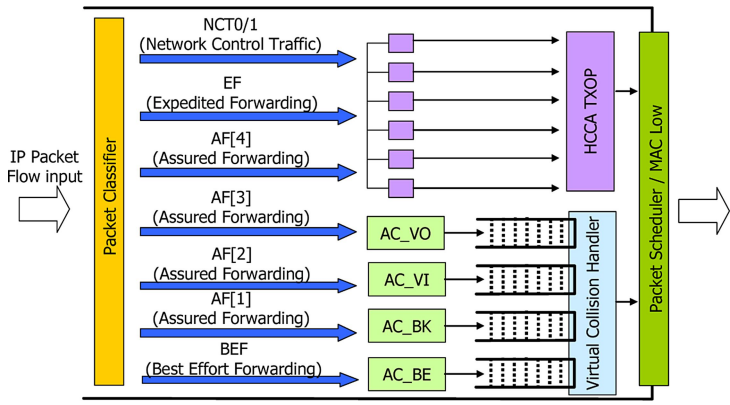 NCT0/1
(Network Control Traffic)
EF
(Expedited Forwarding)
AF[4]
(Assured Forwarding)
IP Packet
Flow input
Packet Classifier
AF[3]
(Assured Forwarding)
AF[2]
(Assured Forwarding)
AF[1]
(Assured Forwarding)
BEF
(Best Effort Forwarding)
HCCA TXOP
AC_VO
AC_VI
AC_BK
AC_BE
Virtual Collision Handler
Packet Scheduler / MAC Low